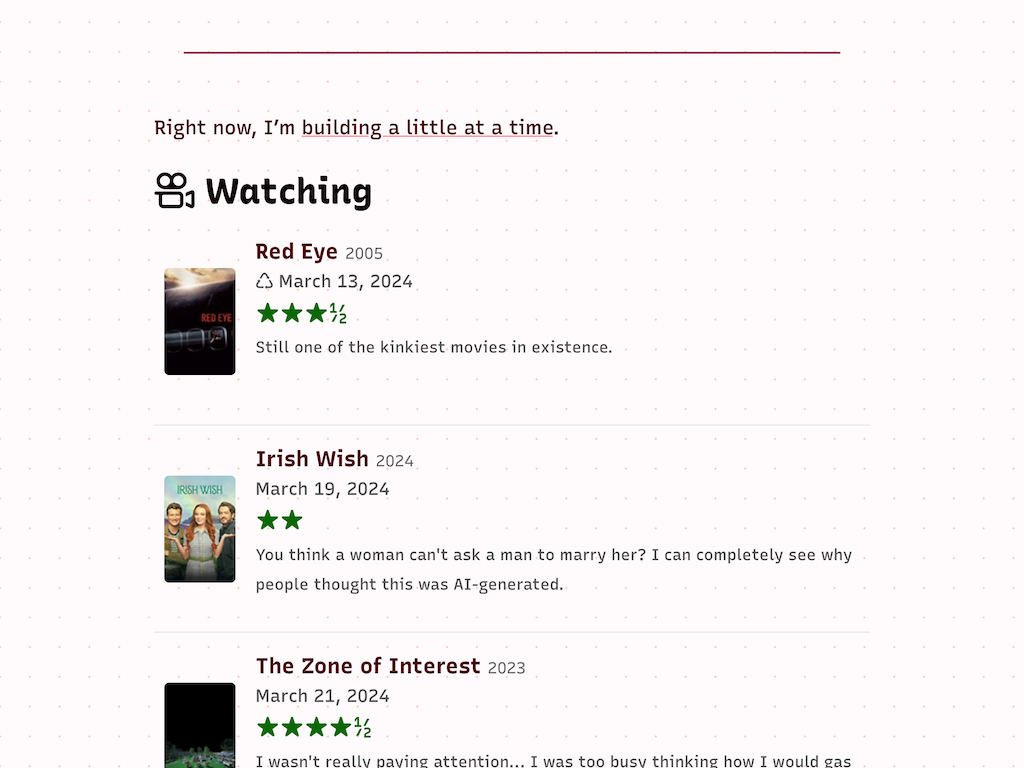 Right now, I’m building a little at a time.
Watching
Red Eye 2005
March 13, 2024
★★★½
RED EYE
Still one of the kinkiest movies in existence.
Irish Wish 2024
March 19, 2024
IRISH WISH
★★
You think a woman can't ask a man to marry her? I can completely see why
people thought this was AI-generated.
The Zone of Interest 2023
March 21, 2024
★★★★½
I wasn't really paying attention... I was too busy thinking how I would gas